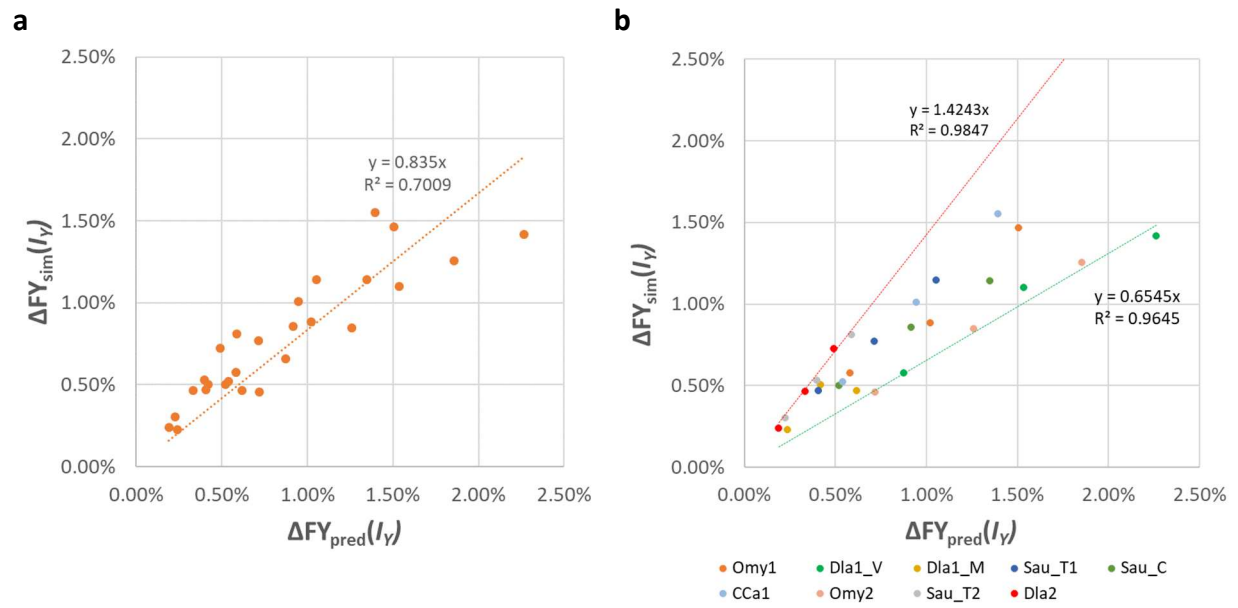 a
2.50%
2.00%
1.50%
1.00%
0.50%
0.00%
ΔFYsim(IY)
y = 0.835x
R² = 0.7009
0.00% 0.50% 1.00% 1.50% 2.00% 2.50%
ΔFYpred(IY)
b
2.50%
2.00%
1.50%
1.00%
0.50%
0.00%
ΔFYsim(IY)
y = 1.4243x
R² = 0.9847
y = 0.6545x
R² = 0.9645
0.00% 0.50% 1.00% 1.50% 2.00% 2.50%
ΔFYpred(IY)
Omy1 Dla1_V Dla1_M Sau_T1 Sau_C
CCa1 Omy2 Sau_T2 Dla2